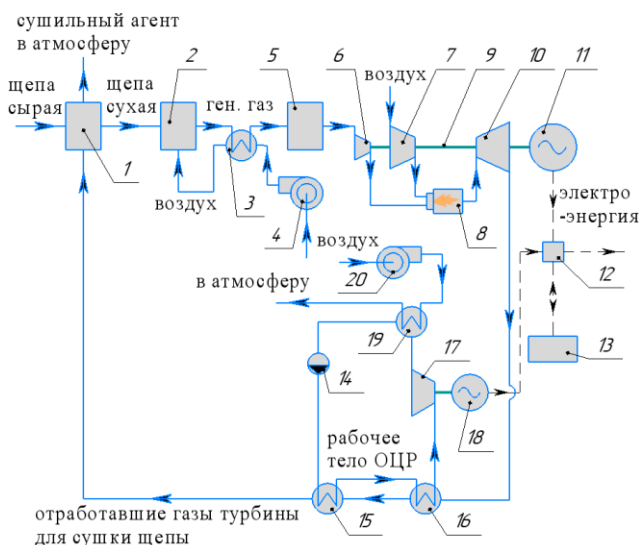 сушильный агент
в атмосферу
2
5
6
7
9
10
11
щепа
сырая
щепа
сухая
ген. газ
воздух
1
воздух
3
4
8
электро
-энергия
воздух
20
12
в атмосферу
19
17
13
14
18
рабочее
тело ОЦР
отработавшие газы турбины
для сушки щепы
15
16